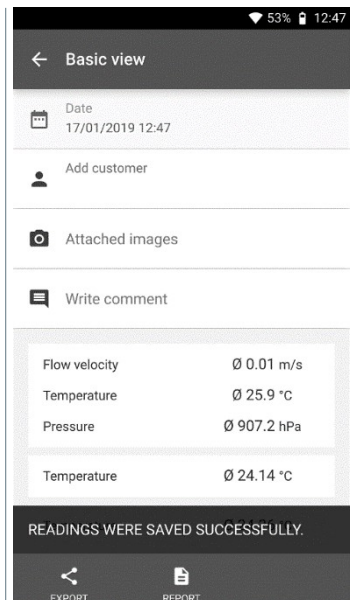 53% 12:47
Basic view
Date
17/01/2019 12:47
Add customer
Attached images
Write comment
Flow velocity Ø 0.01 m/s
Temperature Ø 25.9 °C
Pressure Ø 907.2 hPa
Temperature Ø 24.14 °C
READINGS WERE SAVED SUCCESSFULLY.
EXPORT REPORT